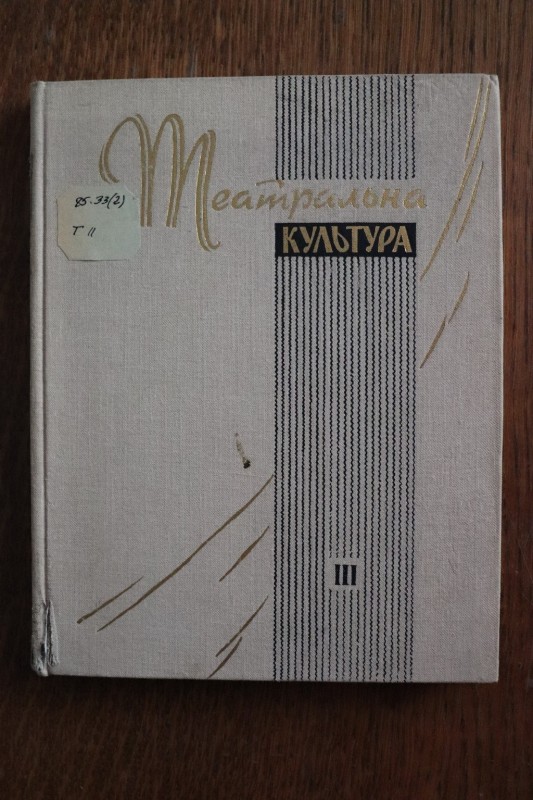 Театральна
КУЛЬТУРА
85.33(2)
Т 11
III